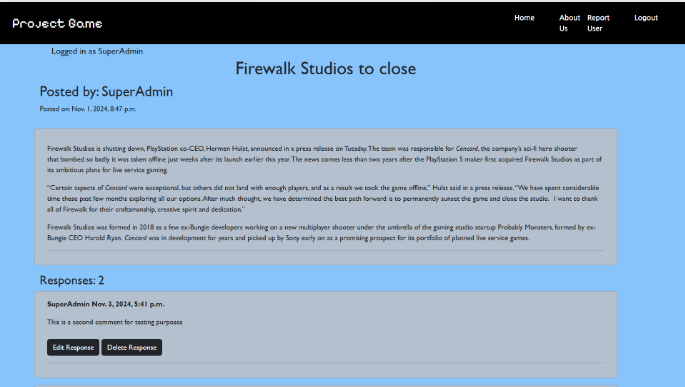 Project Game
Home
About Us
Report User
Logout
Logged in as SuperAdmin
Firewalk Studios to close
Posted by: SuperAdmin
Posted on: Nov. 1, 2024, 8:47 p.m.
Firewalk Studios is shutting down, PlayStation co-CEO, Hermen Hulst, announced in a press release on Tuesday. The team was responsible for Concord, the company's sci-fi hero shooter
that bombed so badly it was taken offline just weeks after its launch earlier this year. The news comes less than two years after the PlayStation 5 maker first acquired Firewalk Studios as part of
its ambitious plans for live service gaming.
“Certain aspects of Concord were exceptional, but others did not land with enough players, and as a result we took the game offline,” Hulst said in a press release. “We have spent considerable
time these past few months exploring all our options. After much thought, we have determined the best path forward is to permanently sunset the game and close the studio. I want to thank
all of Firewalk for their craftsmanship, creative spirit and dedication.”
Firewalk Studios was formed in 2018 as a few ex-Bungie developers working on a new multiplayer shooter under the umbrella of the gaming studio startup Probably Monsters, formed by ex-
Bungie CEO Harold Ryan. Concord was in development for years and picked up by Sony early on as a promising prospect for its portfolio of planned live service games.
Responses: 2
SuperAdmin Nov. 3, 2024, 5:41 p.m.
This is a second comment for testing purposes
Edit Response
Delete Response